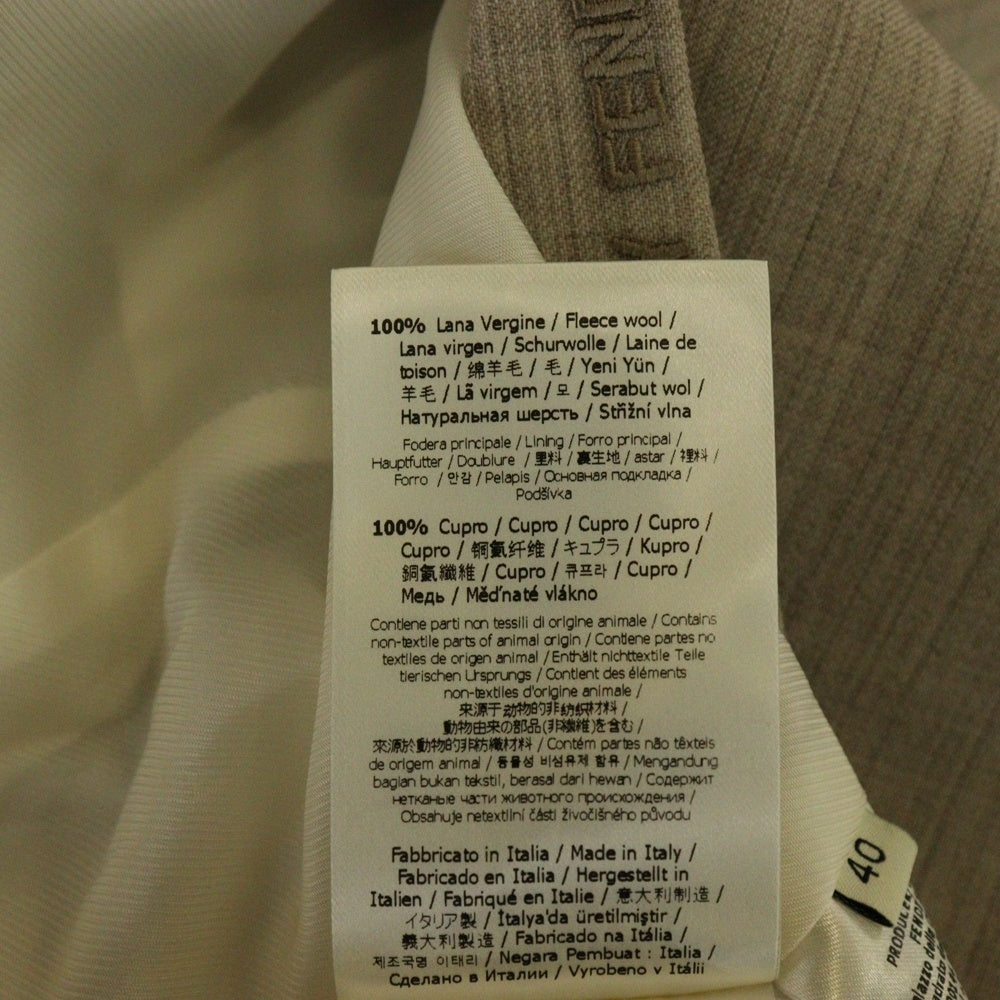 FEN
100% Lana Vergine / Fleece wool /
Lana virgen / Schurwolle / Laine de
toison / 绵羊毛 / 毛 / Yeni Yün /
羊毛 / Lã virgem / 모 / Serabut wol /
Натуральная шерсть / Střížní vlna
Fodera principale / Lining / Forro principal /
Hauptfutter / Doublure / 里料 / 裏生地 / astar / 裡料 /
Forro / 안감 / Pelapis / Основная подкладка /
Podšívka
100% Cupro / Cupro / Cupro / Cupro /
Cupro / 铜氨纤维 / キュプラ / Kupro /
銅氨纖維 / Cupro / 큐프라 / Cupro /
Медь / Měďnaté vlákno
Contiene parti non tessili di origine animale / Contains
non-textile parts of animal origin / Contiene partes no
textiles de origen animal / Enthält nichttextile Teile
tierischen Ursprungs / Contient des éléments
non-textiles d'origine animale /
来源于动物的非纺织材料 /
動物由来の部品(非繊維)を含む /
來源於動物的非紡織材料 / Contém partes não têxteis
de origem animal / 동물성 비섬유제 함유 / Mengandung
bagian bukan tekstil, berasal dari hewan / Содержит
нетканые части животного происхождения /
Obsahuje netextilní části živočišného původu
Fabbricato in Italia / Made in Italy /
Fabricado en Italia / Hergestellt in
Italien / Fabriqué en Italie / 意大利制造 /
イタリア製 / İtalya'da üretilmiştir /
義大利製造 / Fabricado na Itália /
제조국명 이태리 / Negara Pembuat : Italia /
Сделано в Италии / Vyrobeno v Itálii
40